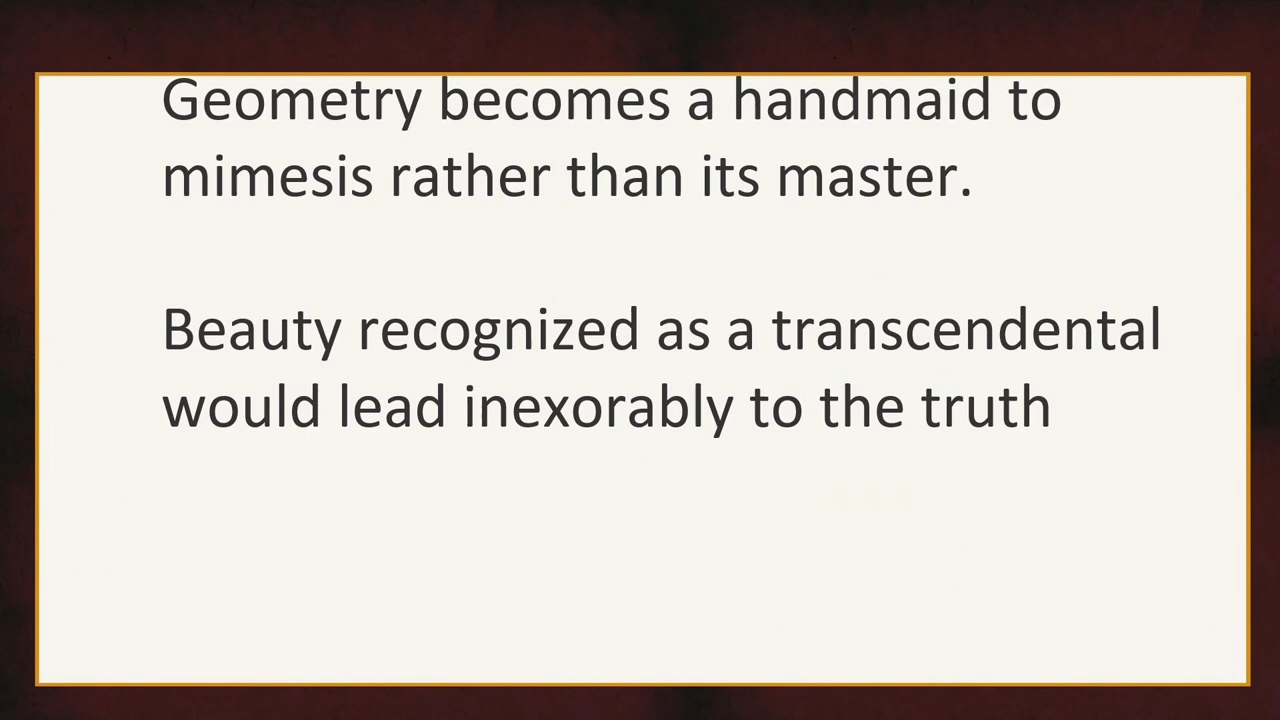 Geometry becomes a handmaid to
mimesis rather than its master.
Beauty recognized as a transcendental
would lead inexorably to the truth